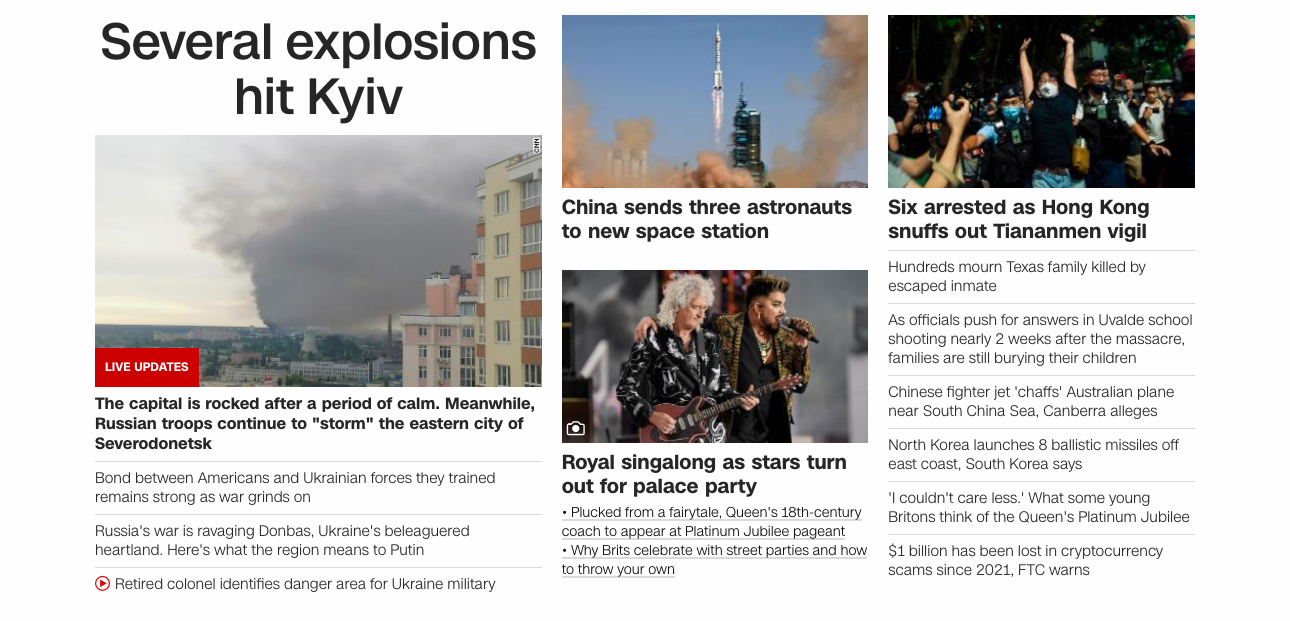 Several explosions
hit Kyiv
CNN
LIVE UPDATES
The capital is rocked after a period of calm. Meanwhile,
Russian troops continue to "storm" the eastern city of
Severodonetsk
Bond between Americans and Ukrainian forces they trained
remains strong as war grinds on
Russia's war is ravaging Donbas, Ukraine's beleaguered
heartland. Here's what the region means to Putin
Retired colonel identifies danger area for Ukraine military
China sends three astronauts
to new space station
Royal singalong as stars turn
out for palace party
• Plucked from a fairytale, Queen's 18th-century
coach to appear at Platinum Jubilee pageant
• Why Brits celebrate with street parties and how
to throw your own
Six arrested as Hong Kong
snuffs out Tiananmen vigil
Hundreds mourn Texas family killed by
escaped inmate
As officials push for answers in Uvalde school
shooting nearly 2 weeks after the massacre,
families are still burying their children
Chinese fighter jet 'chaffs' Australian plane
near South China Sea, Canberra alleges
North Korea launches 8 ballistic missiles off
east coast, South Korea says
'I couldn't care less.' What some young
Britons think of the Queen's Platinum Jubilee
$1 billion has been lost in cryptocurrency
scams since 2021, FTC warns